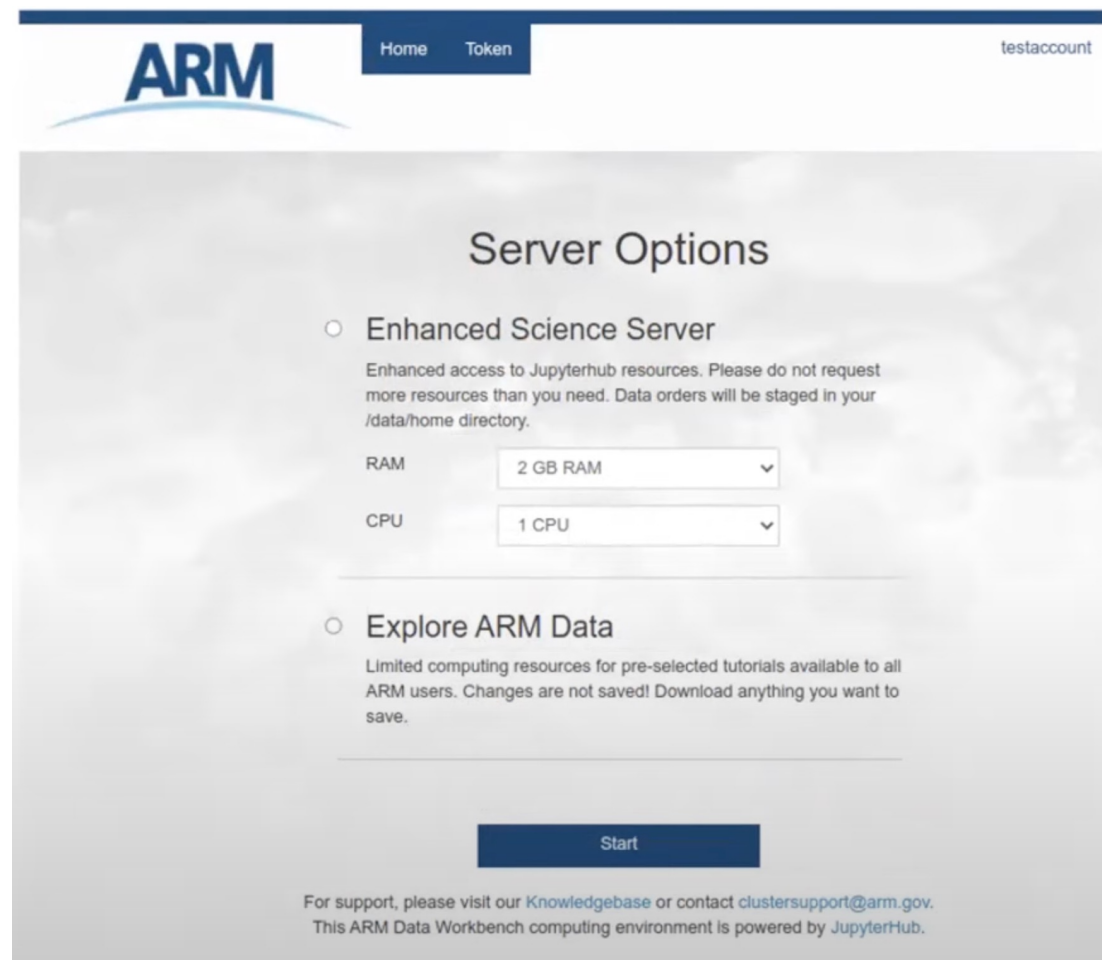 ARM
Home
Token
testaccount
Server Options
Enhanced Science Server
Enhanced access to Jupyterhub resources. Please do not request
more resources than you need. Data orders will be staged in your
/data/home directory.
RAM
2 GB RAM
CPU
1 CPU
Explore ARM Data
Limited computing resources for pre-selected tutorials available to all
ARM users. Changes are not saved! Download anything you want to
save.
Start
For support, please visit our Knowledgebase or contact clustersupport@arm.gov.
This ARM Data Workbench computing environment is powered by JupyterHub.